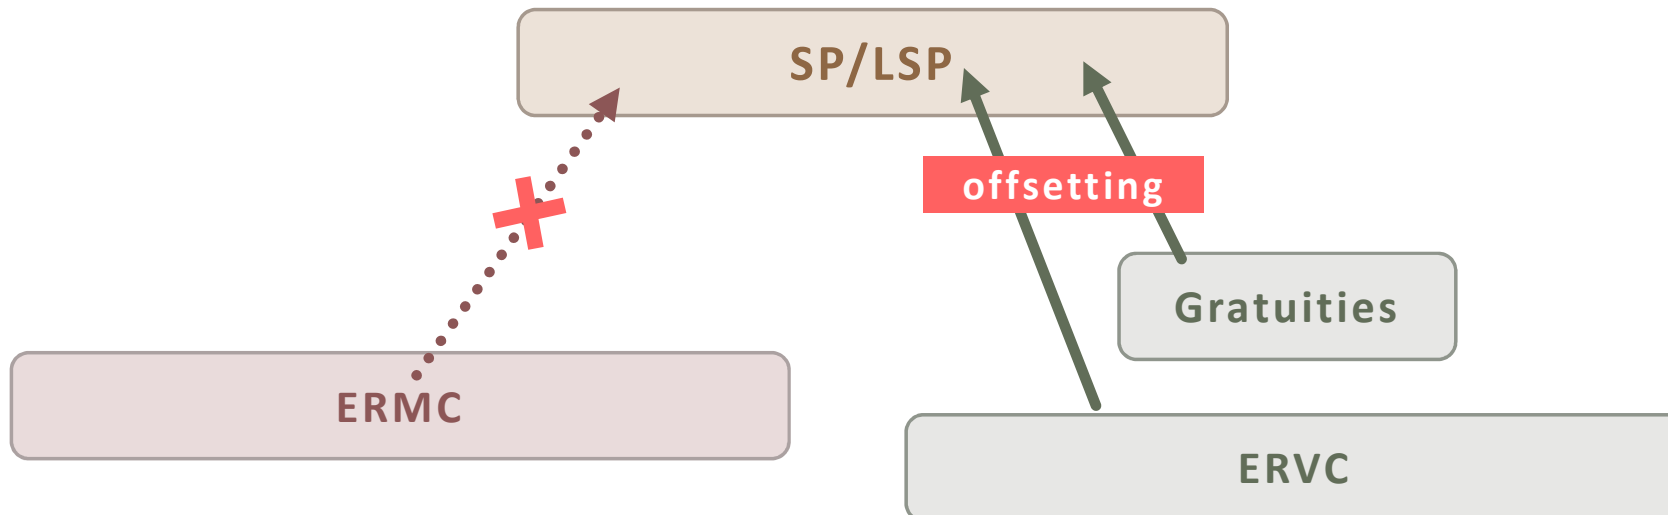 SP/LSP
offsetting
Gratuities
ERMC
ERVC